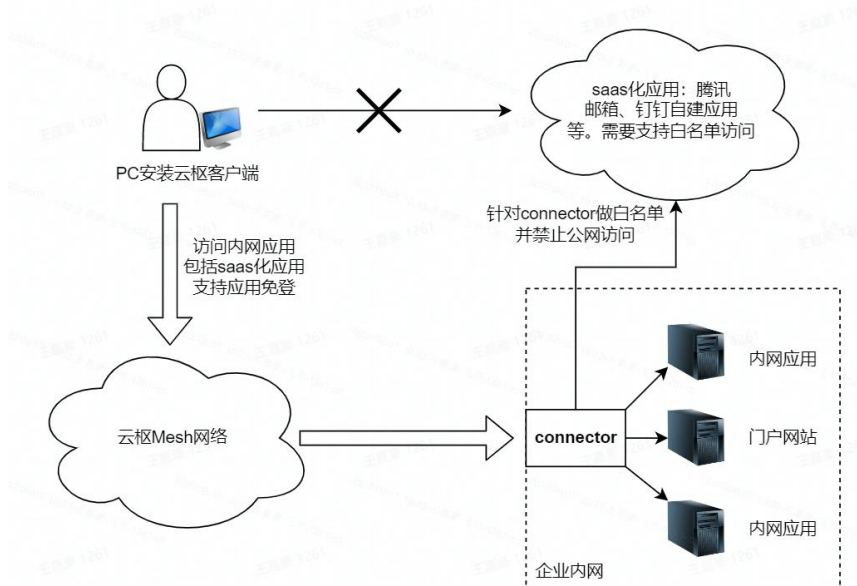 saas化应用：腾讯
邮箱、钉钉自建应用
等。需要支持白名单访问
PC安装云枢客户端
针对connector做白名单
并禁止公网访问
访问内网应用
包括saas化应用
支持应用免登
内网应用
云枢Mesh网络
connector
门户网站
内网应用
企业内网